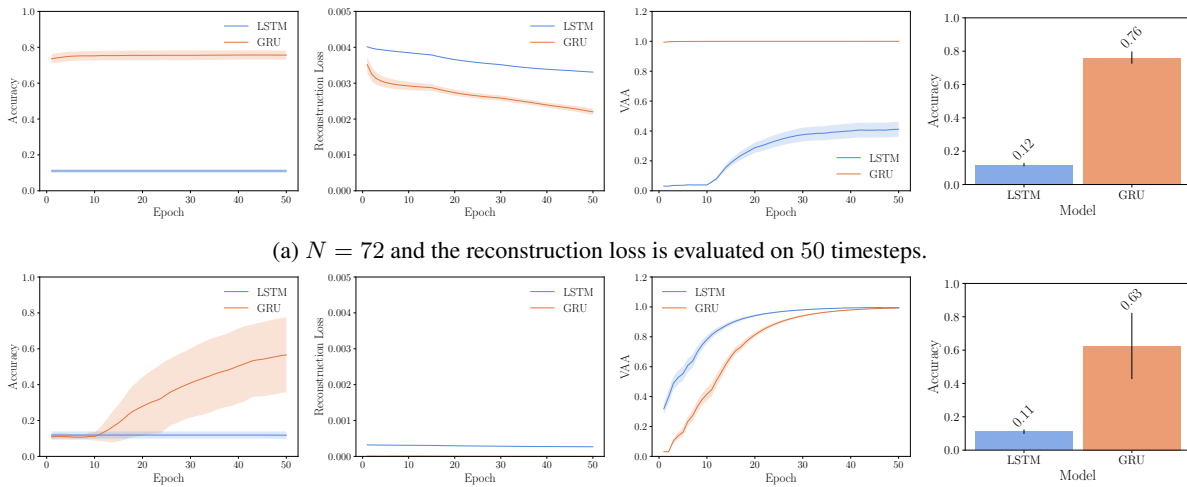 LSTM
GRU
Accuracy
0.0 0.2 0.4 0.6 0.8 1.0
0 10 20 30 40 50
Epoch
LSTM
GRU
Reconstruction Loss
0.000 0.001 0.002 0.003 0.004 0.005
0 10 20 30 40 50
Epoch
LSTM
GRU
VAA
0.0 0.2 0.4 0.6 0.8 1.0 1.2
0 10 20 30 40 50
Epoch
0.12
0.76
Accuracy
0.0 0.2 0.4 0.6 0.8 1.0
LSTM GRU
Model
(a) N = 72 and the reconstruction loss is evaluated on 50 timesteps.
LSTM
GRU
Accuracy
0.0 0.2 0.4 0.6 0.8 1.0
0 10 20 30 40 50
Epoch
LSTM
GRU
Reconstruction Loss
0.000 0.001 0.002 0.003 0.004 0.005
0 10 20 30 40 50
Epoch
LSTM
GRU
VAA
0.0 0.2 0.4 0.6 0.8 1.0 1.2
0 10 20 30 40 50
Epoch
0.11
0.63
Accuracy
0.0 0.2 0.4 0.6 0.8 1.0
LSTM GRU
Model